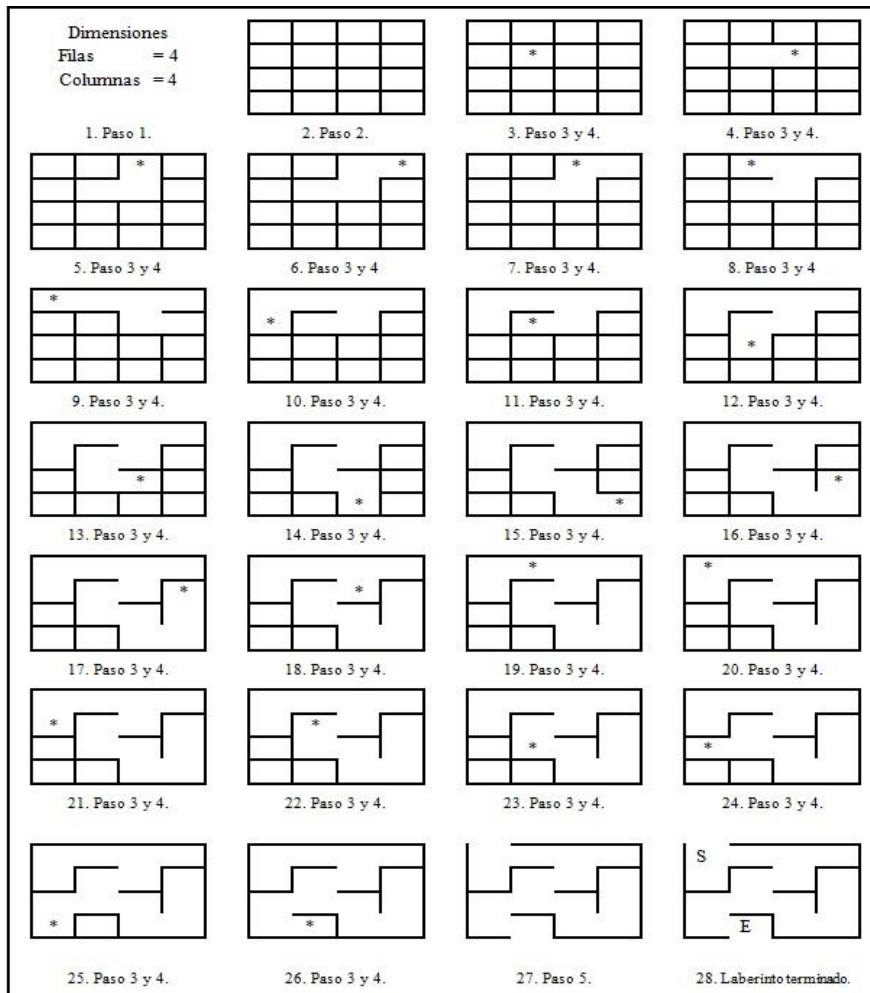 Dimensiones
Filas = 4
Columnas = 4
*
*
1. Paso 1.
2. Paso 2.
3. Paso 3 y 4.
4. Paso 3 y 4.
*
*
*
*
5. Paso 3 y 4
6. Paso 3 y 4
7. Paso 3 y 4.
8. Paso 3 y 4
*
*
*
*
9. Paso 3 y 4.
10. Paso 3 y 4.
11. Paso 3 y 4.
12. Paso 3 y 4.
*
*
*
*
13. Paso 3 y 4.
14. Paso 3 y 4.
15. Paso 3 y 4.
16. Paso 3 y 4.
*
*
*
*
17. Paso 3 y 4.
18. Paso 3 y 4.
19. Paso 3 y 4.
20. Paso 3 y 4.
*
*
*
*
21. Paso 3 y 4.
22. Paso 3 y 4.
23. Paso 3 y 4.
24. Paso 3 y 4.
*
*
S
E
25. Paso 3 y 4.
26. Paso 3 y 4.
27. Paso 5.
28. Laberinto terminado.